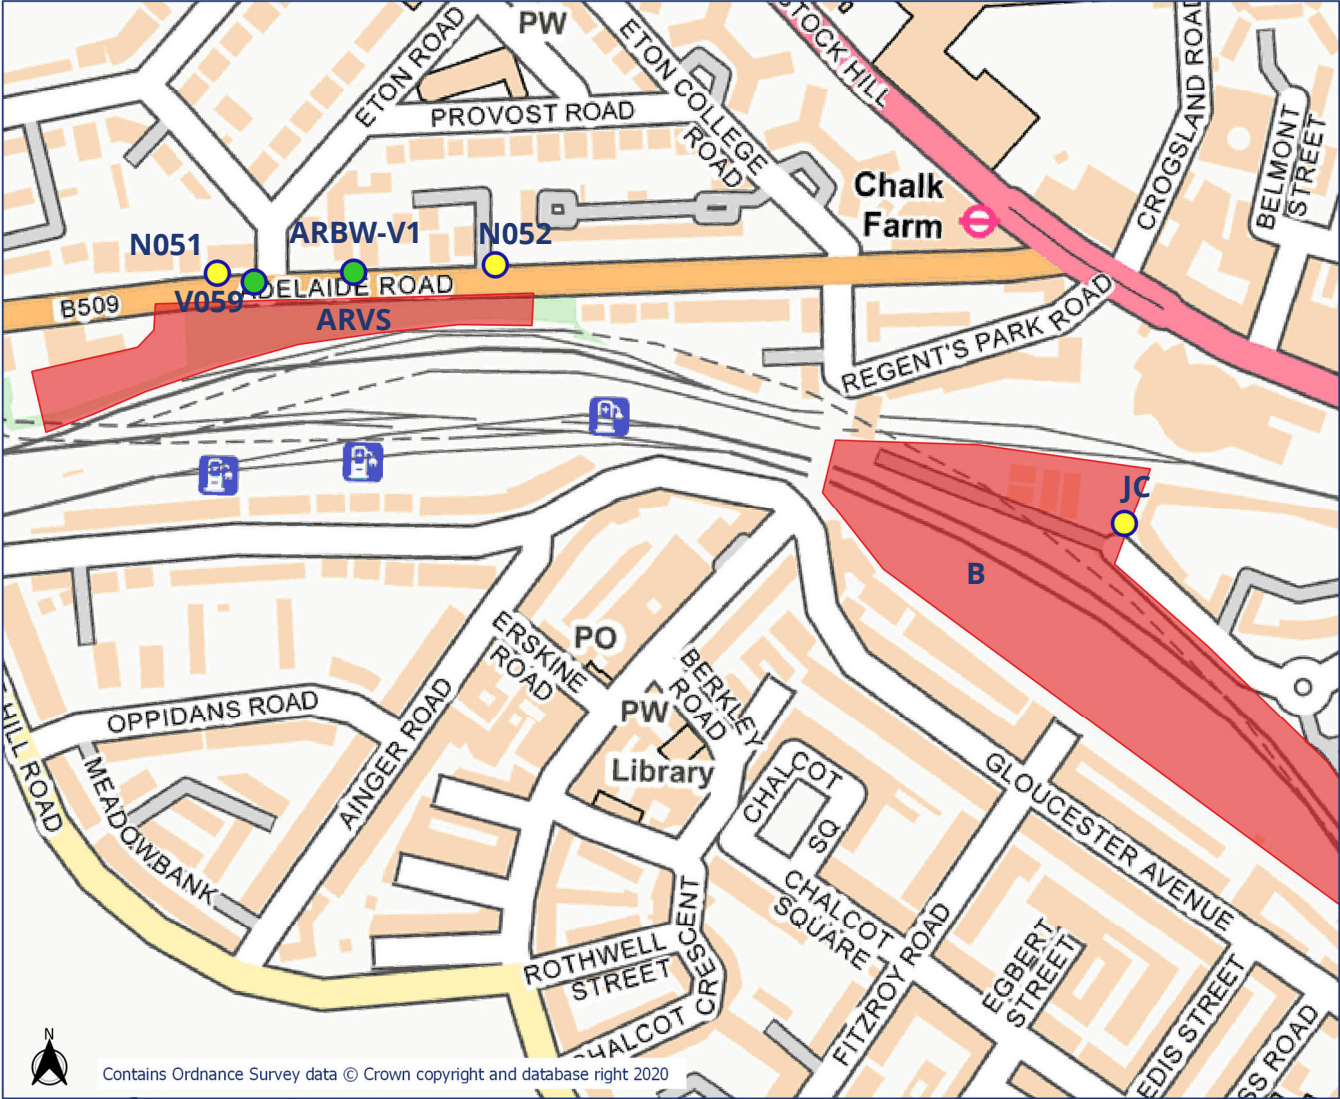 PW
ETON ROAD
ETON COLLEGE
ROAD
STOCK HILL
CROGSLAND ROAD
BELMONT
STREET
PROVOST ROAD
Chalk
Farm
N051
ARBW-V1
N052
V059
ADELAIDE ROAD
B509
ARVS
REGENT'S PARK ROAD
JC
B
ERSKINE
ROAD
PO
BERKLEY
ROAD
PW
Library
OPPIDANS ROAD
HILL ROAD
MEADOWBANK
AINGER ROAD
CHALCOT
SQ
GLOUCESTER AVENUE
CHALCOT
SQUARE
ROTHWELL
STREET
CHALCOT CRESCENT
FITZROY ROAD
EGBERT
STREET
EDIS STREET
SS ROAD
N
Contains Ordnance Survey data © Crown copyright and database right 2020